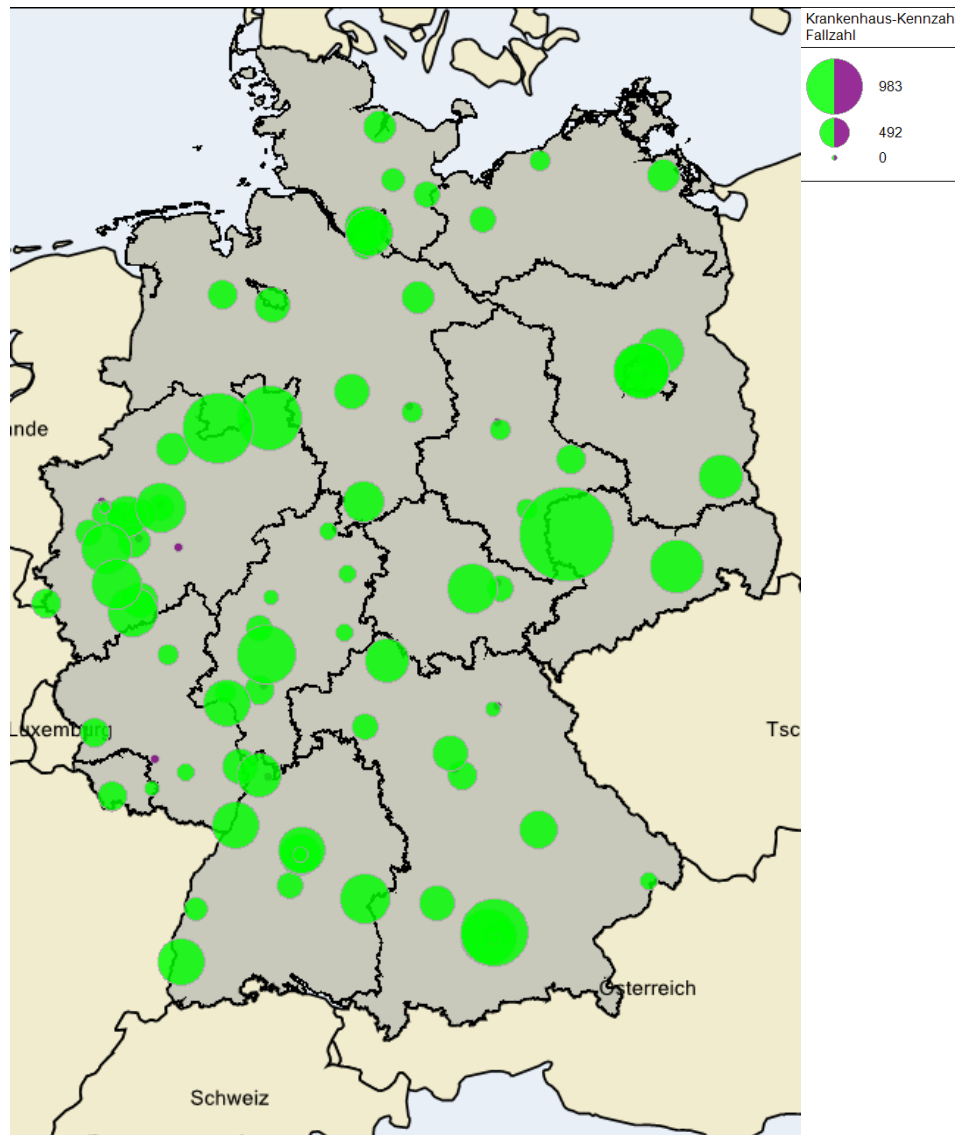 Krankenhaus-Kennzah
Fallzahl
983
492
0
nde
Luxemburg
Tsc
Österreich
Schweiz